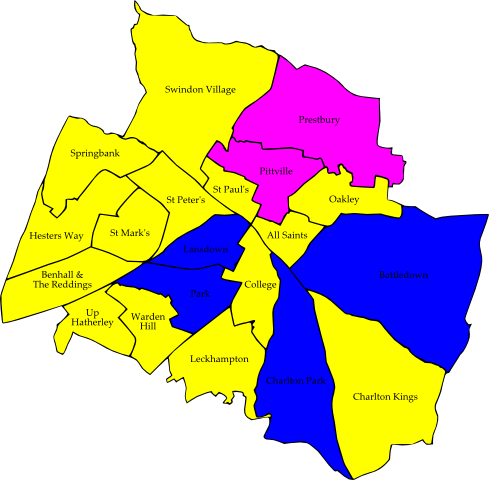 Swindon Village
Prestbury
Springbank
Pittville
St Paul's
St Peter's
Oakley
Hesters Way
St Mark's
All Saints
Lansdown
Benhall &
The Reddings
Battledown
College
Park
Up
Hatherley
Warden
Hill
Leckhampton
Charlton Park
Charlton Kings